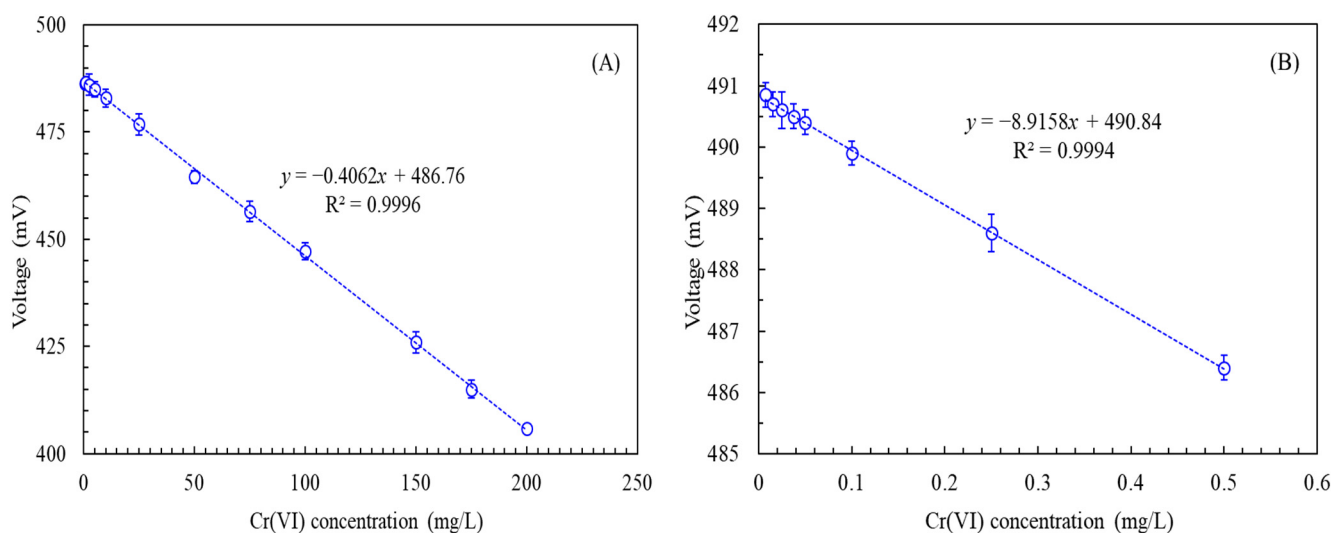 (A)
500
475
450
425
400
Voltage (mV)
y = −0.4062x + 486.76
R² = 0.9996
0
50
100
150
200
250
Cr(VI) concentration (mg/L)
(B)
492
491
490
489
488
487
486
485
Voltage (mV)
y = −8.9158x + 490.84
R² = 0.9994
0
0.1
0.2
0.3
0.4
0.5
0.6
Cr(VI) concentration (mg/L)